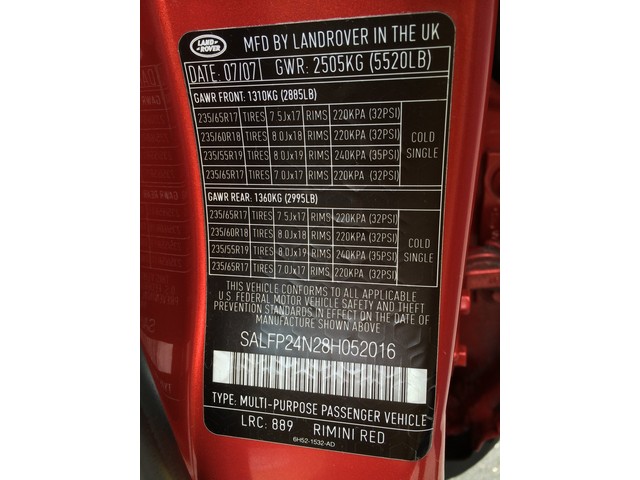 LAND ROVER MFD BY LANDROVER IN THE UK
DATE: 07/07 GWR: 2505KG (5520LB)
GAWR FRONT: 1310KG (2885LB)
235/65R17 TIRES 7.5Jx17 RIMS 220KPA (32PSI)
235/60R18 TIRES 8.0Jx18 RIMS 220KPA (32PSI)
235/55R19 TIRES 8.0Jx19 RIMS 240KPA (35PSI)
235/65R17 TIRES 7.0Jx17 RIMS 220KPA (32PSI)
COLD
SINGLE
GAWR REAR: 1360KG (2995LB)
235/65R17 TIRES 7.5Jx17 RIMS 220KPA (32PSI)
235/60R18 TIRES 8.0Jx18 RIMS 220KPA (32PSI)
235/55R19 TIRES 8.0Jx19 RIMS 240KPA (35PSI)
235/65R17 TIRES 7.0Jx17 RIMS 220KPA (32PSI)
COLD
SINGLE
THIS VEHICLE CONFORMS TO ALL APPLICABLE
U.S. FEDERAL MOTOR VEHICLE SAFETY AND THEFT
PREVENTION STANDARDS IN EFFECT ON THE DATE OF
MANUFACTURE SHOWN ABOVE
SALFP24N28H052016
TYPE: MULTI-PURPOSE PASSENGER VEHICLE
LRC: 889 RIMINI RED
6H52-1532-AD